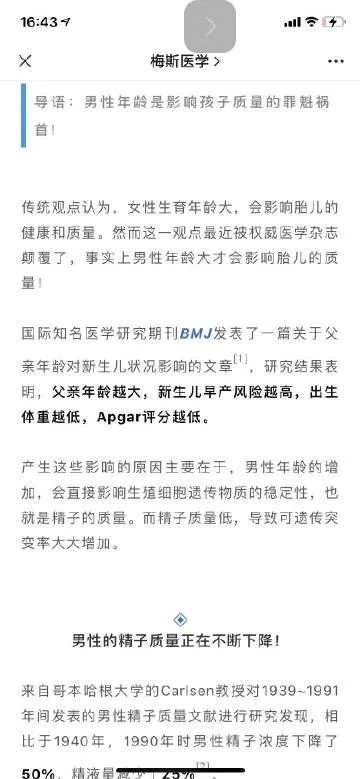 16:43
梅斯医学 >
导语：男性年龄是影响孩子质量的罪魁祸
首！
传统观点认为，女性生育年龄大，会影响胎儿的
健康和质量。然而这一观点最近被权威医学杂志
颠覆了，事实上男性年龄大才会影响胎儿的质
量！
国际知名医学研究期刊BMJ发表了一篇关于父
亲年龄对新生儿状况影响的文章[1]，研究结果表
明，父亲年龄越大，新生儿早产风险越高，出生
体重越低，Apgar评分越低。
产生这些影响的原因主要在于，男性年龄的增
加，会直接影响生殖细胞遗传物质的稳定性，也
就是精子的质量。而精子质量低，导致可遗传突
变率大大增加。
男性的精子质量正在不断下降！
来自哥本哈根大学的Carlsen教授对1939~1991
年间发表的男性精子质量文献进行研究发现，相
比于1940年，1990年时男性精子浓度下降了
50%，精液量减少了25%[2]。